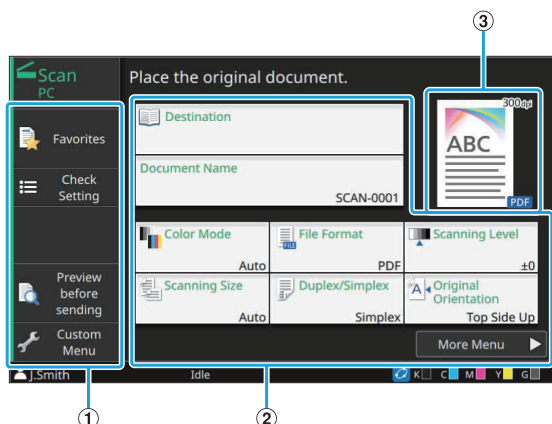 ③
Scan
PC
Place the original document.
Favorites
Check
Setting
Preview
before
sending
Custom
Menu
Destination
Document Name
SCAN-0001
300dpi
ABC
PDF
Color Mode
Auto
File Format
FILE
PDF
Scanning Level
±0
Scanning Size
Auto
Duplex/Simplex
Simplex
A
Original
Orientation
Top Side Up
More Menu
J.Smith
Idle
K C M Y G
① ②